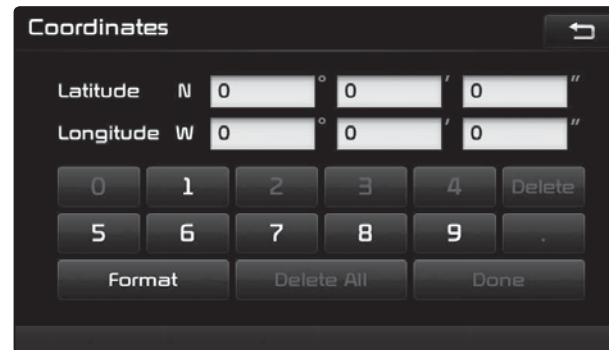 Coordinates
Latitude N 0 ° 0 ′ 0 ″
Longitude W 0 ° 0 ′ 0 ″
0 1 2 3 4 Delete
5 6 7 8 9 .
Format Delete All Done